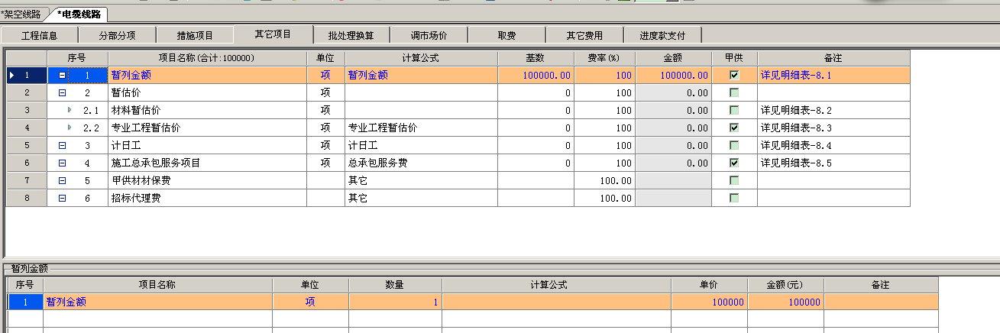 *架空线路 *电缆线路
工程信息 分部分项 措施项目 其它项目 批处理换算 调市场价 取费 其它费用 进度款支付
序号 项目名称(合计:100000) 单位 计算公式 基数 费率(%) 金额 甲供 备注
1 1 暂列金额 项 暂列金额 100000.00 100 100000.00 详见明细表-8.1
2 2 暂估价 项 0 100 0.00
3 2.1 材料暂估价 项 0 100 0.00 详见明细表-8.2
4 2.2 专业工程暂估价 项 专业工程暂估价 0 100 0.00 详见明细表-8.3
5 3 计日工 项 计日工 0 100 0.00 详见明细表-8.4
6 4 施工总承包服务项目 项 总承包服务费 0 100 0.00 详见明细表-8.5
7 5 甲供材材保费 其它 100.00
8 6 招标代理费 其它 100.00
暂列金额
序号 项目名称 单位 数量 计算公式 单价 金额(元) 备注
1 暂列金额 项 1 100000 100000